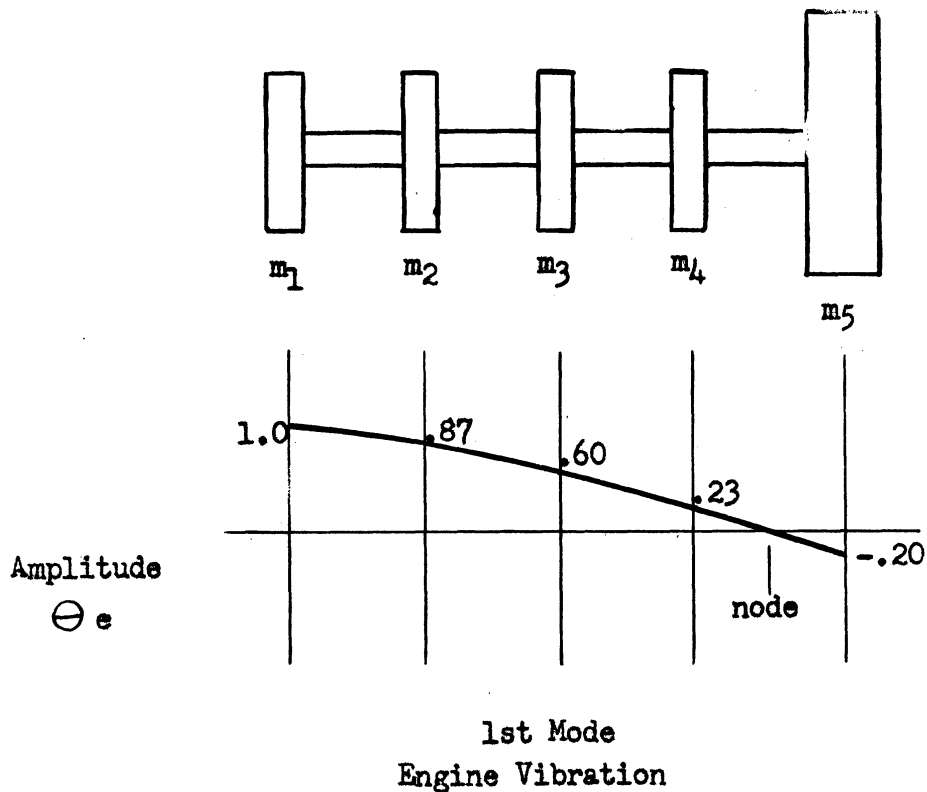 m1 m2 m3 m4
m5
1.0
.87
.60
.23
-.20
Amplitude
node
Θ e
1st Mode
Engine Vibration